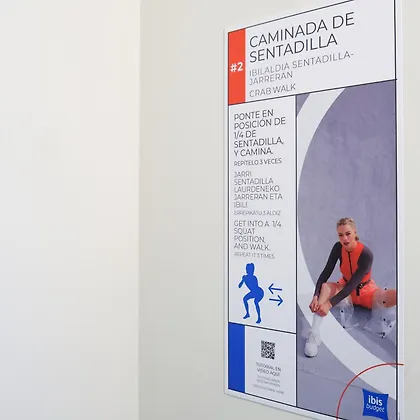 #2
CAMINADA DE
SENTADILLA
IBILALDIA SENTADILLA-
JARRERAN
CRAB WALK
PONTE EN
POSICIÓN DE
1/4 DE
SENTADILLA,
Y CAMINA.
REPÍTELO 3 VECES
JARRI
SENTADILLA
LAURDENEKO
JARRERAN ETA
IBILI.
ERREPIKATU 3 ALDIZ
GET INTO A 1/4
SQUAT
POSITION,
AND WALK.
REPEAT IT 3 TIMES
TUTORIAL EN
VÍDEO AQUÍ
ibis
budget